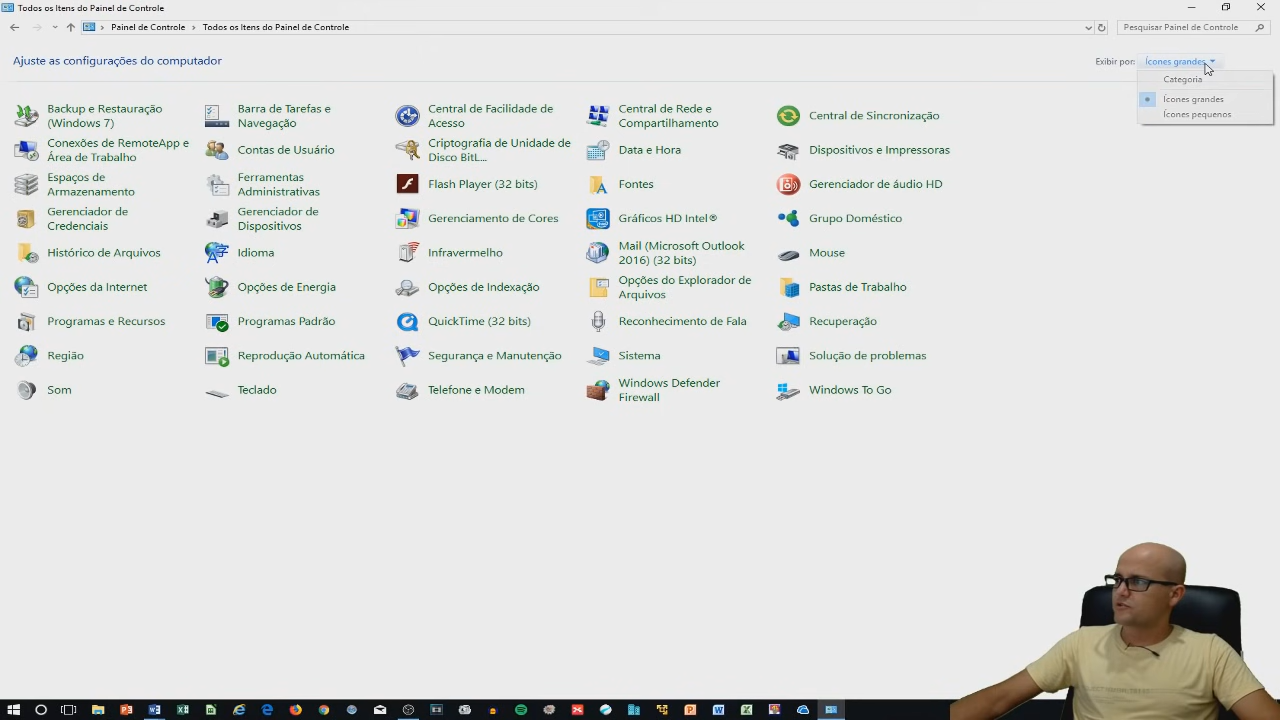 Todos os Itens do Painel de Controle
Painel de Controle
Todos os Itens do Painel de Controle
Pesquisar Painel de Controle
Ajuste as configurações do computador
Exibir por:
Ícones grandes
Categoria
Ícones grandes
Ícones pequenos
Backup e Restauração
(Windows 7)
Barra de Tarefas e
Navegação
Central de Facilidade de
Acesso
Central de Rede e
Compartilhamento
Central de Sincronização
Conexões de RemoteApp e
Área de Trabalho
Contas de Usuário
Criptografia de Unidade de
Disco BitL...
Data e Hora
Dispositivos e Impressoras
Espaços de
Armazenamento
Ferramentas
Administrativas
Flash Player (32 bits)
Fontes
Gerenciador de áudio HD
Gerenciador de
Credenciais
Gerenciador de
Dispositivos
Gerenciamento de Cores
Gráficos HD Intel®
Grupo Doméstico
Histórico de Arquivos
Idioma
Infravermelho
Mail (Microsoft Outlook
2016) (32 bits)
Mouse
Opções da Internet
Opções de Energia
Opções de Indexação
Opções do Explorador de
Arquivos
Pastas de Trabalho
Programas e Recursos
Programas Padrão
QuickTime (32 bits)
Reconhecimento de Fala
Recuperação
Região
Reprodução Automática
Segurança e Manutenção
Sistema
Solução de problemas
Som
Teclado
Telefone e Modem
Windows Defender
Firewall
Windows To Go